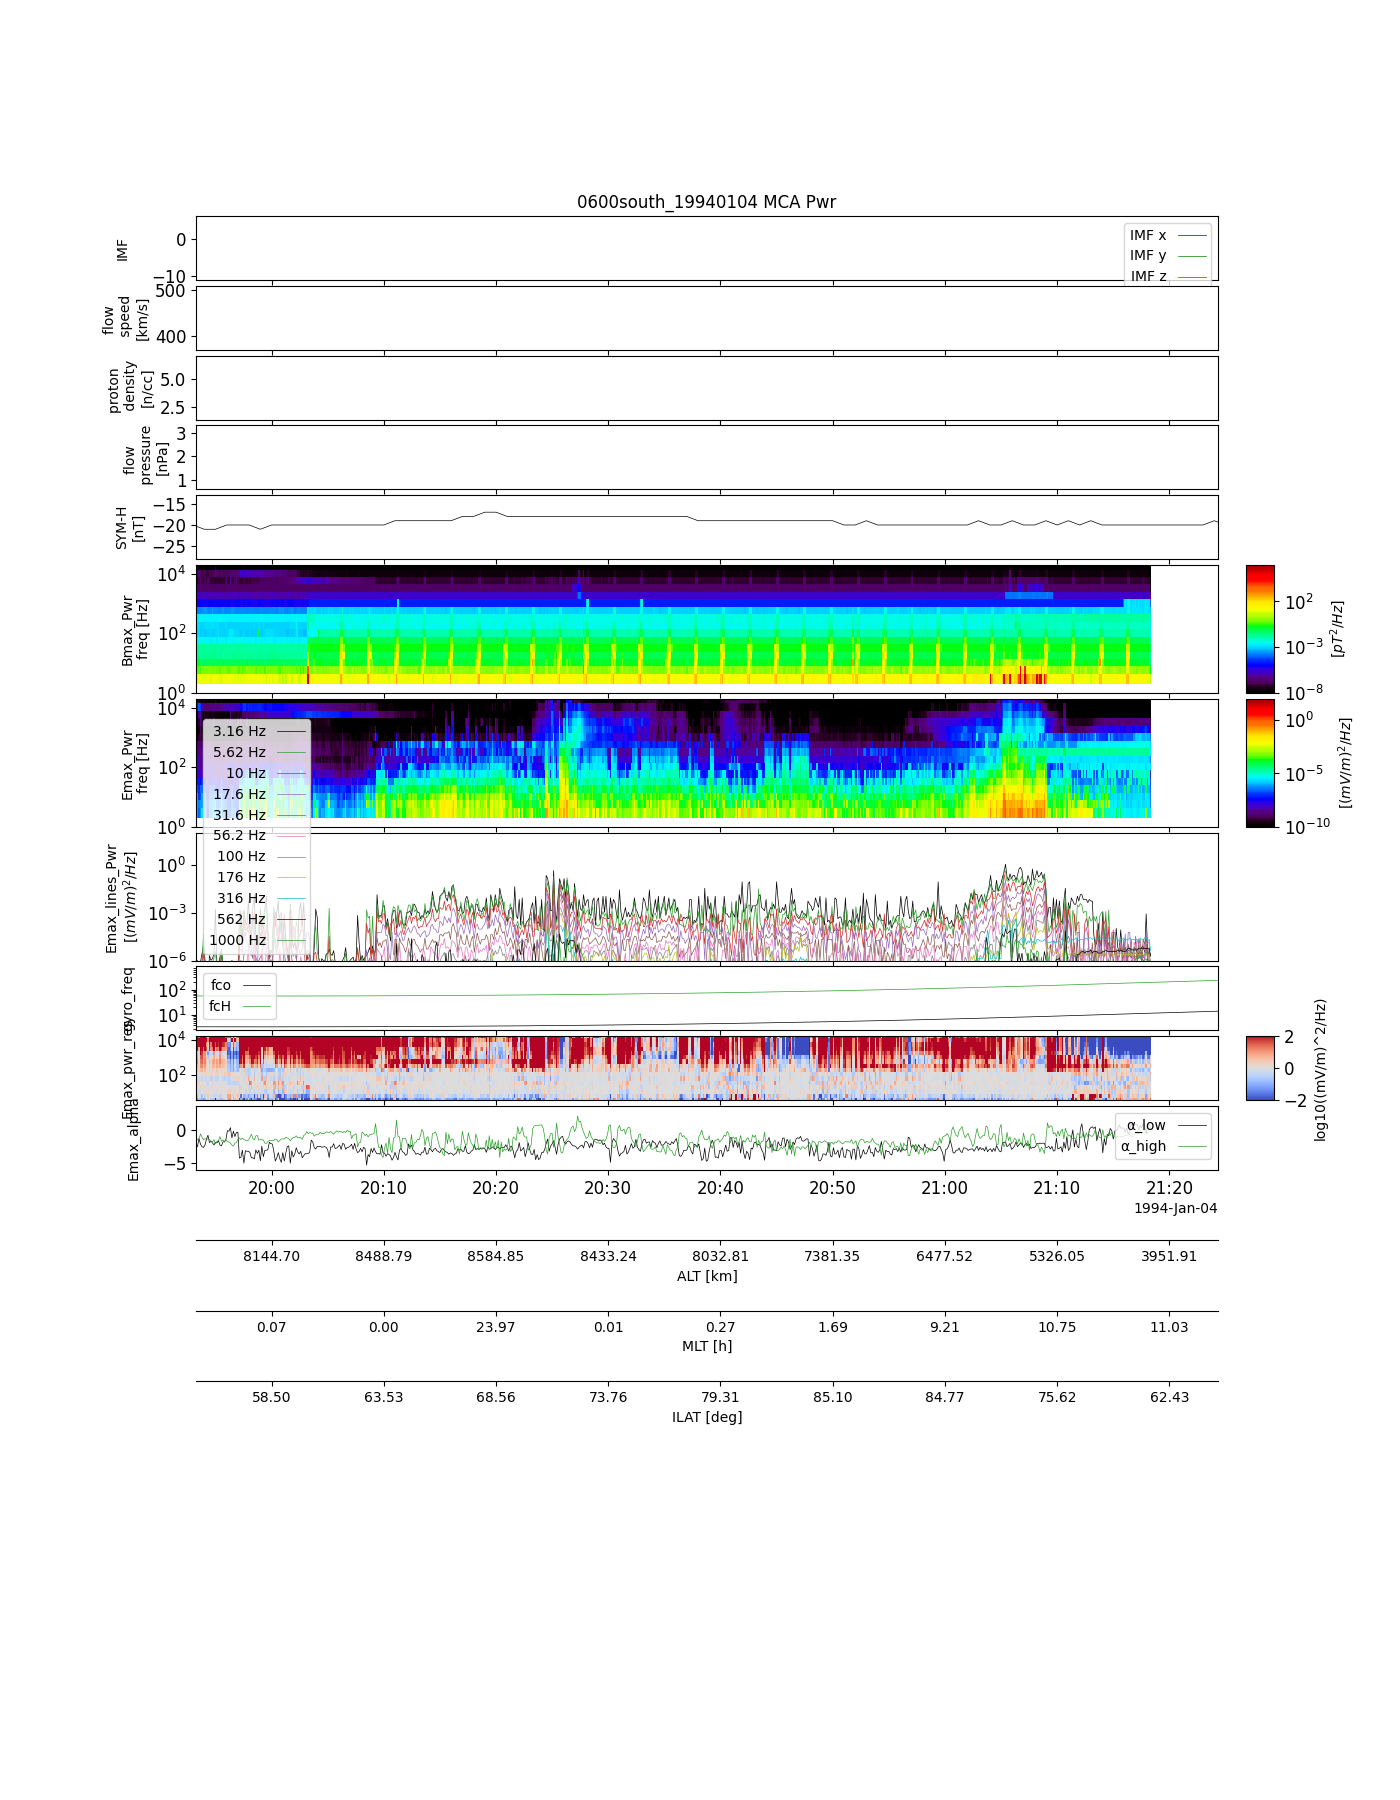 0600south_19940104 MCA Pwr
IMF
0
−10
IMF x
IMF y
IMF z
flow
speed
[km/s]
500
400
proton
density
[n/cc]
5.0
2.5
flow
pressure
[nPa]
3
2
1
SYM-H
[nT]
−15
−20
−25
Bmax_Pwr
freq [Hz]
10^4
10^2
10^0
10^2
10^−3
10^−8
[pT^2/Hz]
Emax_Pwr
freq [Hz]
10^4
10^2
10^0
10^0
10^−5
10^−10
[(mV/m)^2/Hz]
3.16 Hz
5.62 Hz
10 Hz
17.6 Hz
31.6 Hz
56.2 Hz
100 Hz
176 Hz
316 Hz
562 Hz
1000 Hz
Emax_lines_Pwr
[(mV/m)^2/Hz]
10^0
10^−3
10^−6
gyro_freq
10^2
10^1
fco
fcH
Emax_pwr_res
10^4
10^2
2
0
−2
log10((mV/m)^2/Hz)
Emax_alpha
0
−5
α_low
α_high
20:00 20:10 20:20 20:30 20:40 20:50 21:00 21:10 21:20
1994-Jan-04
8144.70 8488.79 8584.85 8433.24 8032.81 7381.35 6477.52 5326.05 3951.91
ALT [km]
0.07 0.00 23.97 0.01 0.27 1.69 9.21 10.75 11.03
MLT [h]
58.50 63.53 68.56 73.76 79.31 85.10 84.77 75.62 62.43
ILAT [deg]